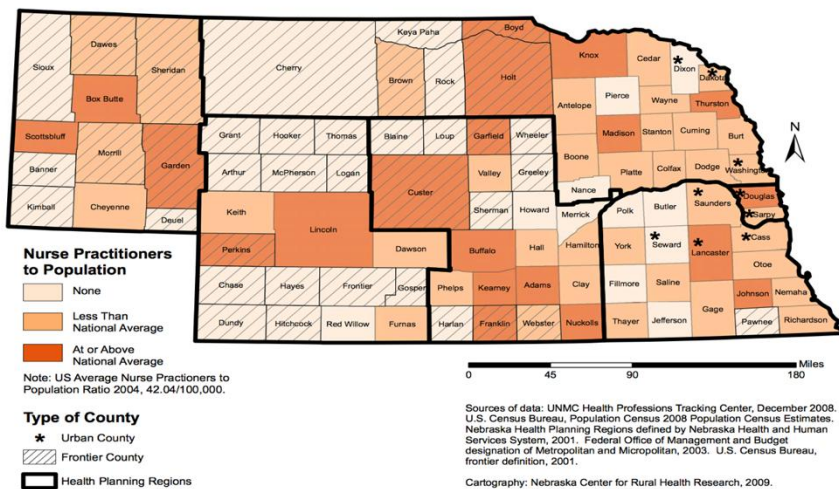 Boyd
Keya Paha
Dawes
Knox
Cedar
Sioux
Sheridan
Cherry
Dixon
Dakota
Brown
Rock
Holt
Box Butte
Pierce
Wayne
Thurston
Antelope
Scottsbluff
Grant
Hooker
Thomas
Blaine
Loup
Garfield
Wheeler
Madison
Stanton
Cuming
Burt
Morrill
Garden
Banner
Arthur
McPherson
Logan
Valley
Greeley
Boone
Platte
Colfax
Dodge
Washington
Custer
Kimball
Cheyenne
Deuel
Keith
Sherman
Howard
Nance
Merrick
Polk
Butler
Saunders
Douglas
Sarpy
Lincoln
Perkins
Dawson
Buffalo
Hall
Hamilton
York
Seward
Lancaster
Cass
Otoe
Chase
Hayes
Frontier
Gosper
Phelps
Kearney
Adams
Clay
Fillmore
Saline
Johnson
Nemaha
Gage
Dundy
Hitchcock
Red Willow
Furnas
Harlan
Franklin
Webster
Nuckolls
Thayer
Jefferson
Pawnee
Richardson
N
Nurse Practitioners
to Population
None
Less Than
National Average
At or Above
National Average
Note: US Average Nurse Practioners to
Population Ratio 2004, 42.04/100,000.
Type of County
* Urban County
Frontier County
Health Planning Regions
Miles
0 45 90 180
Sources of data: UNMC Health Professions Tracking Center, December 2008.
U.S. Census Bureau, Population Census 2008 Population Census Estimates.
Nebraska Health Planning Regions defined by Nebraska Health and Human
Services System, 2001. Federal Office of Management and Budget
designation of Metropolitan and Micropolitan, 2003. U.S. Census Bureau,
frontier definition, 2001.
Cartography: Nebraska Center for Rural Health Research, 2009.